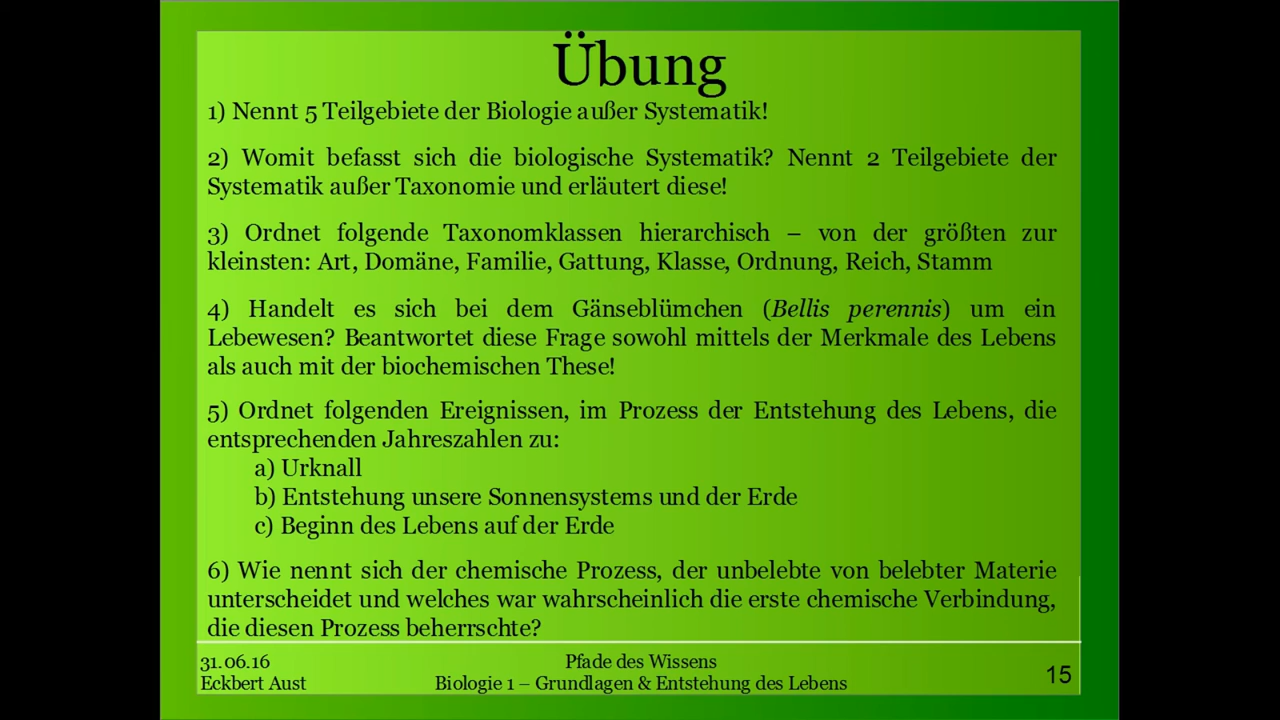 Übung
1) Nennt 5 Teilgebiete der Biologie außer Systematik!
2) Womit befasst sich die biologische Systematik? Nennt 2 Teilgebiete der
Systematik außer Taxonomie und erläutert diese!
3) Ordnet folgende Taxonomklassen hierarchisch – von der größten zur
kleinsten: Art, Domäne, Familie, Gattung, Klasse, Ordnung, Reich, Stamm
4) Handelt es sich bei dem Gänseblümchen (Bellis perennis) um ein
Lebewesen? Beantwortet diese Frage sowohl mittels der Merkmale des Lebens
als auch mit der biochemischen These!
5) Ordnet folgenden Ereignissen, im Prozess der Entstehung des Lebens, die
entsprechenden Jahreszahlen zu:
a) Urknall
b) Entstehung unsere Sonnensystems und der Erde
c) Beginn des Lebens auf der Erde
6) Wie nennt sich der chemische Prozess, der unbelebte von belebter Materie
unterscheidet und welches war wahrscheinlich die erste chemische Verbindung,
die diesen Prozess beherrschte?
31.06.16
Pfade des Wissens
Eckbert Aust
Biologie 1 – Grundlagen & Entstehung des Lebens
15